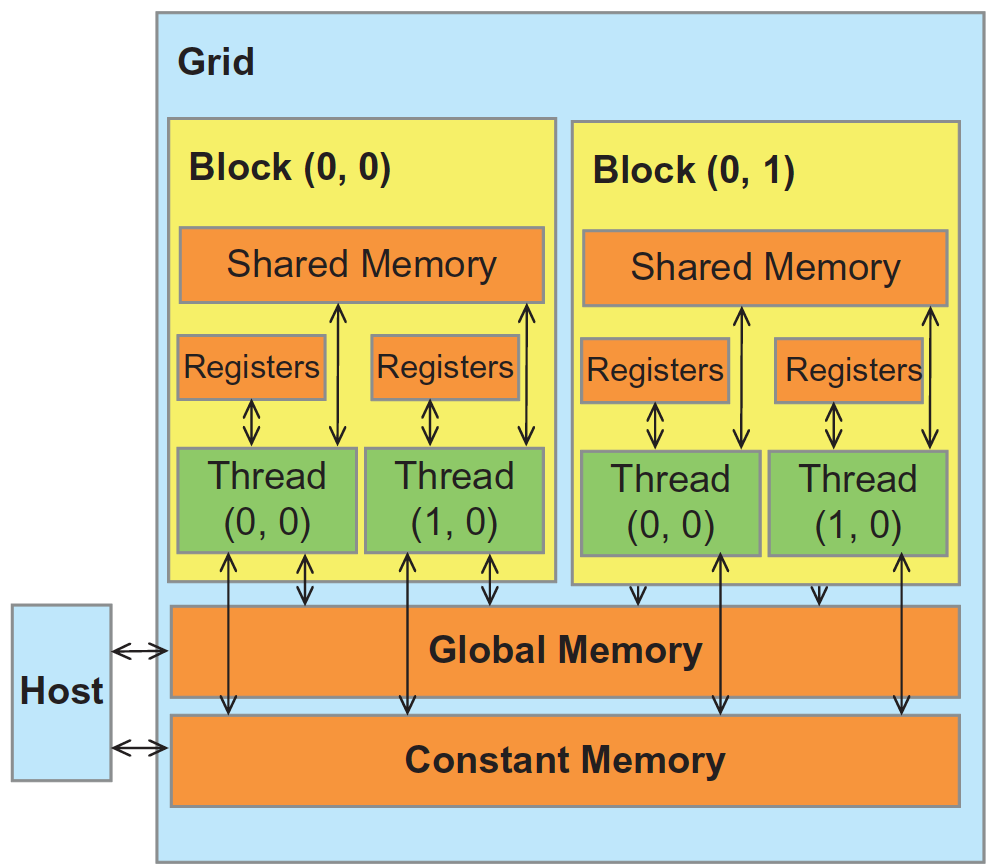 Grid
Block (0, 0)
Shared Memory
Registers
Registers
Thread
(0, 0)
Thread
(1, 0)
Block (0, 1)
Shared Memory
Registers
Registers
Thread
(0, 0)
Thread
(1, 0)
Host
Global Memory
Constant Memory